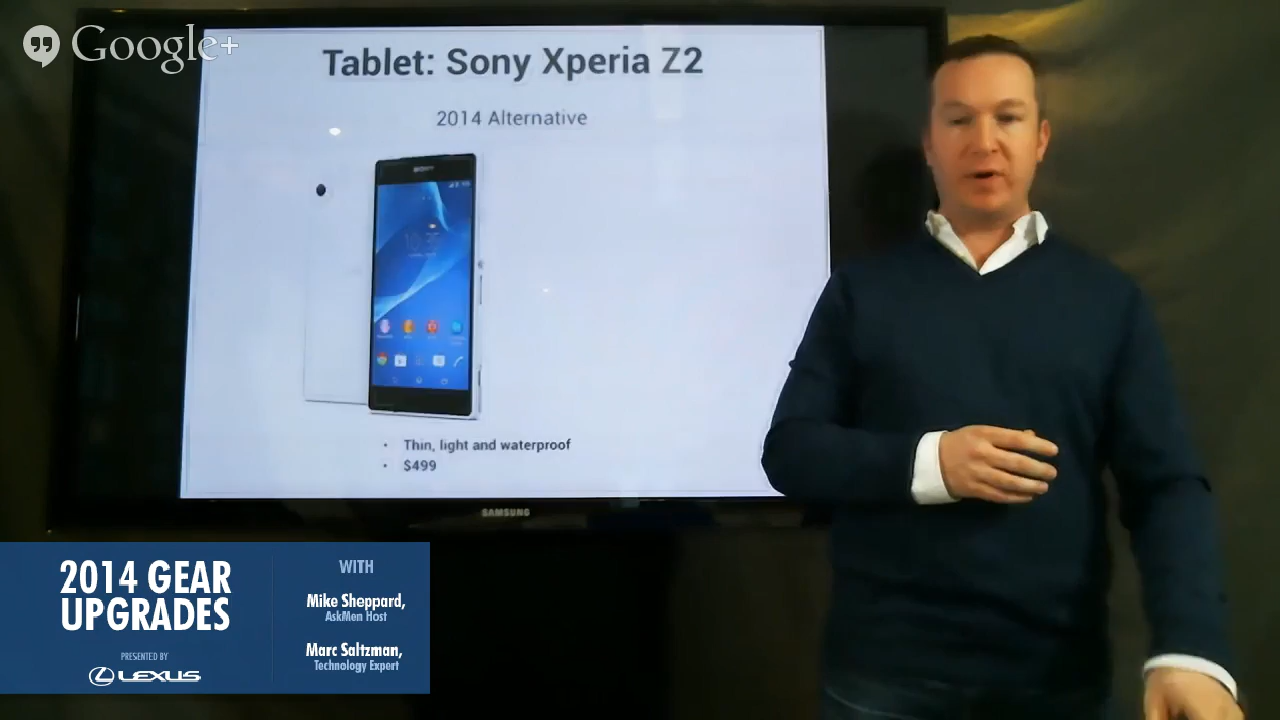 Google+
Tablet: Sony Xperia Z2
2014 Alternative
SONY
• Thin, light and waterproof
• $499
SAMSUNG
2014 GEAR
UPGRADES
PRESENTED BY
LEXUS
WITH
Mike Sheppard,
AskMen Host
Marc Saltzman,
Technology Expert